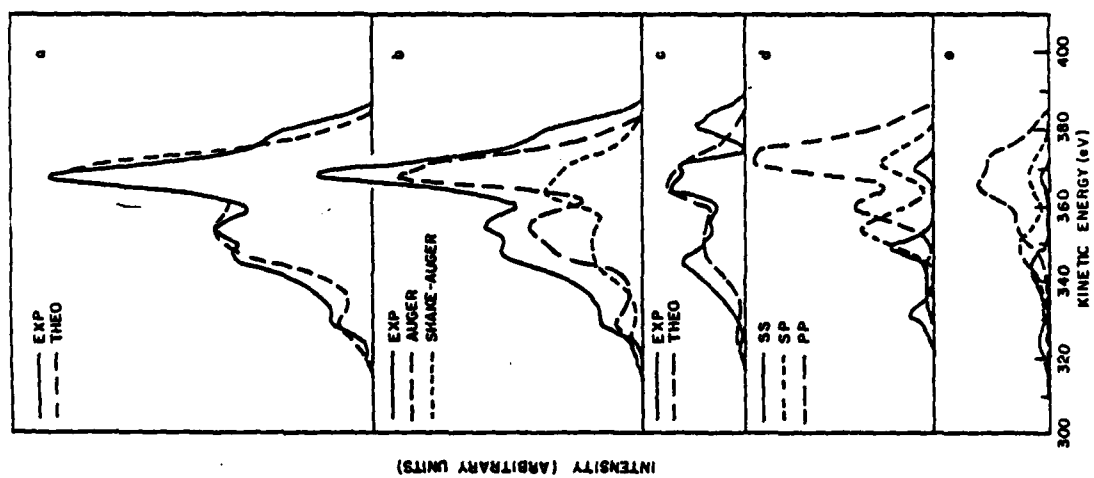 a
EXP
THEO
b
EXP
AUGER
SHAKE-AUGER
c
EXP
THEO
d
SS
SP
PP
e
300 320 340 360 380 400
KINETIC ENERGY (eV)
INTENSITY (ARBITRARY UNITS)